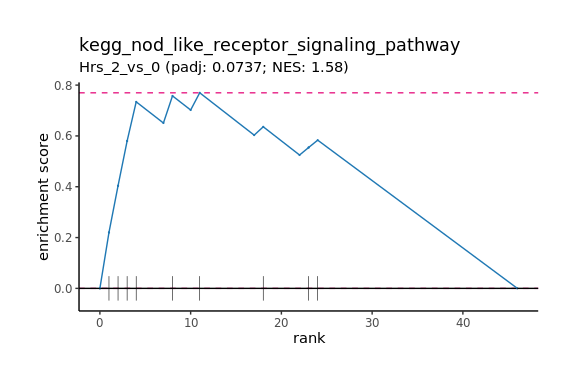 kegg_nod_like_receptor_signaling_pathway
Hrs_2_vs_0 (padj: 0.0737; NES: 1.58)
0.8
0.6
0.4
0.2
0.0
enrichment score
0 10 20 30 40
rank